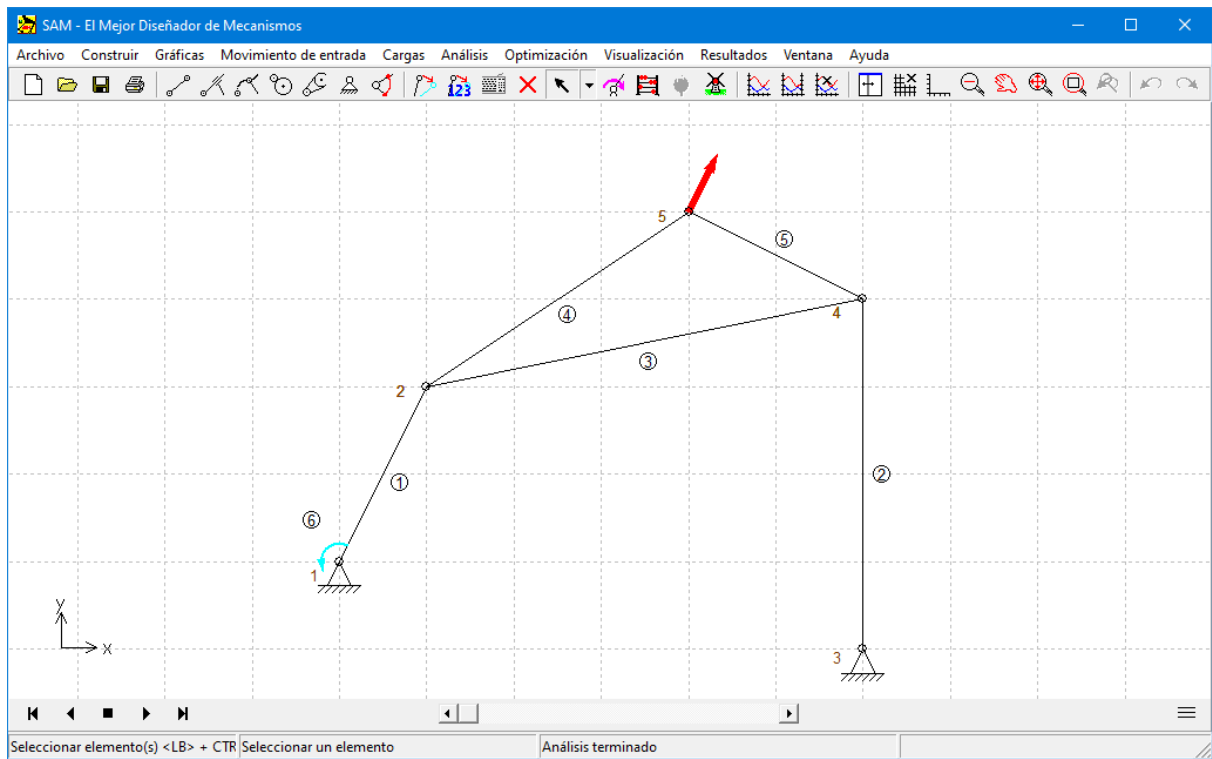 SAM - El Mejor Diseñador de Mecanismos
Archivo Construir Gráficas Movimiento de entrada Cargas Análisis Optimización Visualización Resultados Ventana Ayuda
123
5
⑤
④
4
③
2
①
②
⑥
1
y
x
3
Seleccionar elemento(s) <LB> + CTR Seleccionar un elemento Análisis terminado